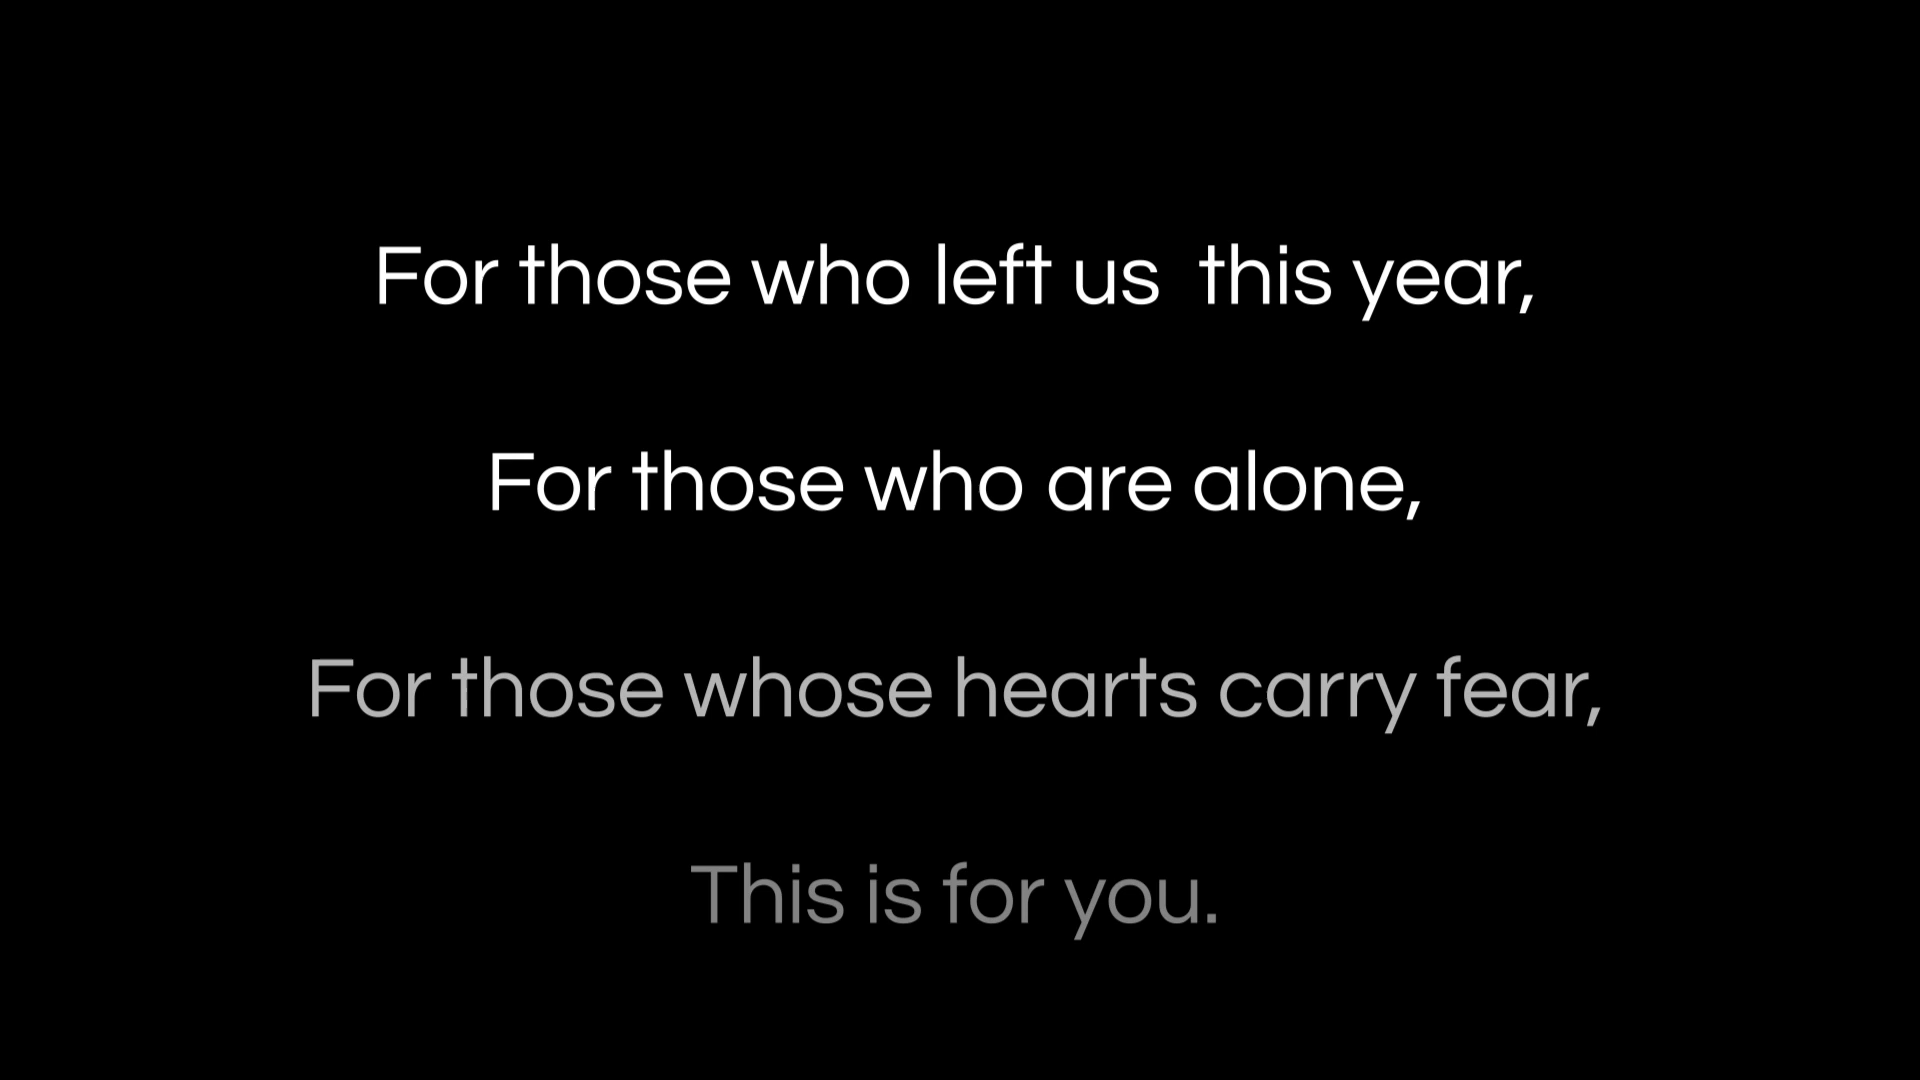 For those who left us  this year,
For those who are alone,
For those whose hearts carry fear,
This is for you.